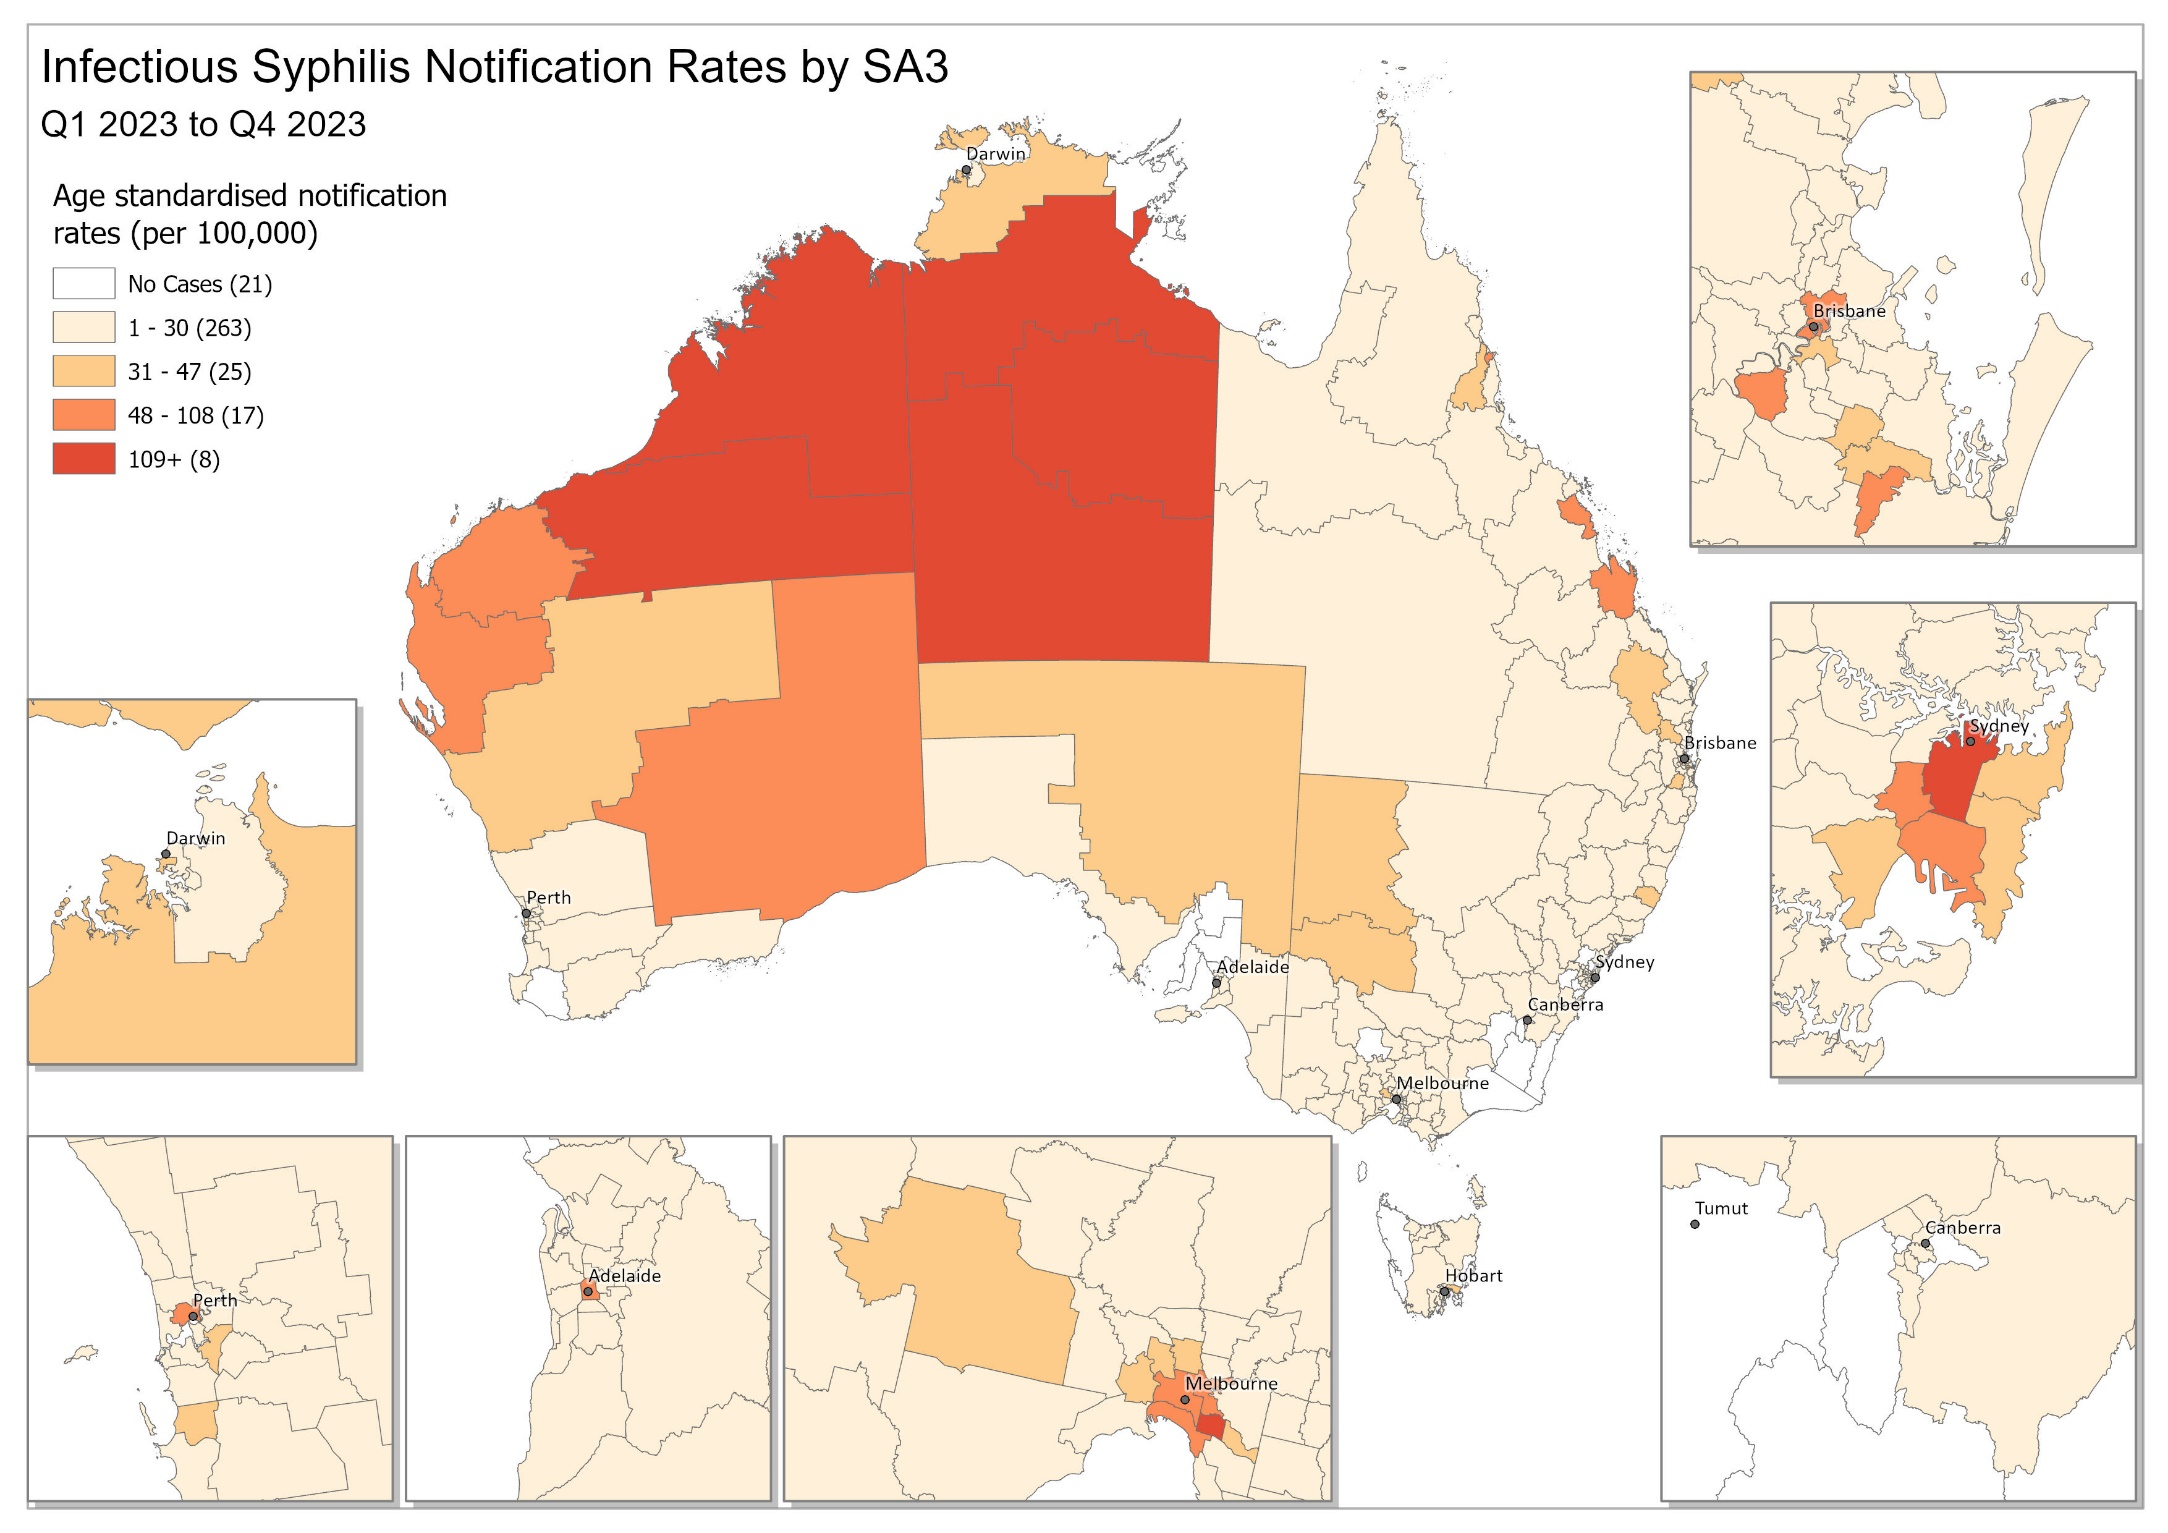 Infectious Syphilis Notification Rates by SA3
Q1 2023 to Q4 2023
Age standardised notification
rates (per 100,000)
No Cases (21)
1 - 30 (263)
31 - 47 (25)
48 - 108 (17)
109+ (8)
Darwin
Brisbane
Perth
Adelaide
Sydney
Canberra
Melbourne
Hobart
Brisbane
Sydney
Darwin
Perth
Adelaide
Melbourne
Tumut
Canberra